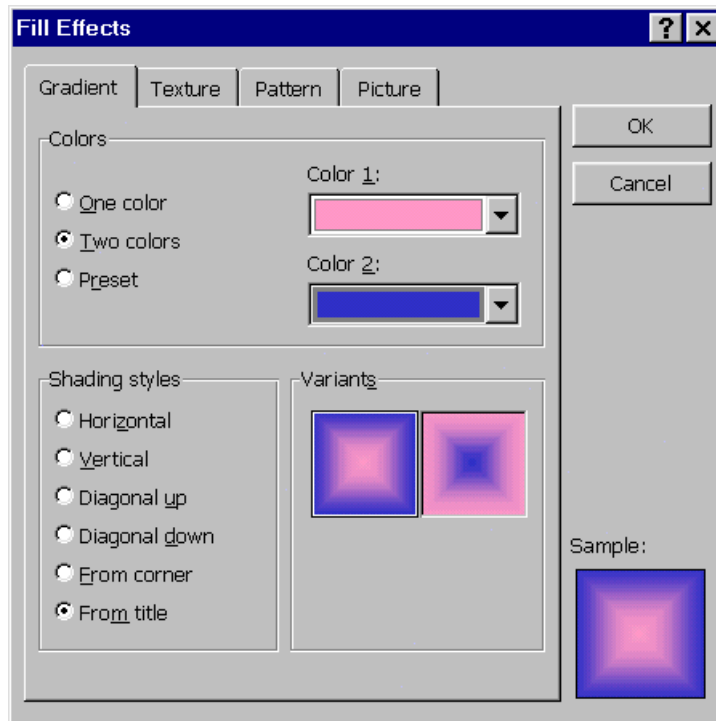 Fill Effects
Gradient Texture Pattern Picture
Colors
One color
Two colors
Preset
Color 1:
Color 2:
Shading styles
Horizontal
Vertical
Diagonal up
Diagonal down
From corner
From title
Variants
OK
Cancel
Sample: